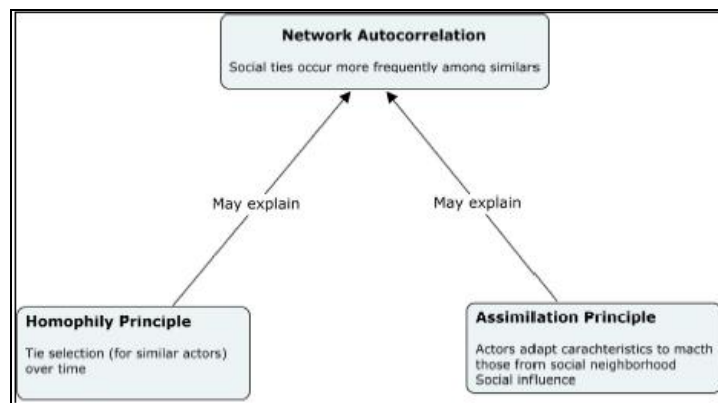 Network Autocorrelation
Social ties occur more frequently among similars
May explain
May explain
Homophily Principle
Tie selection (for similar actors)
over time
Assimilation Principle
Actors adapt carachteristics to macth
those from social neighborhood
Social influence